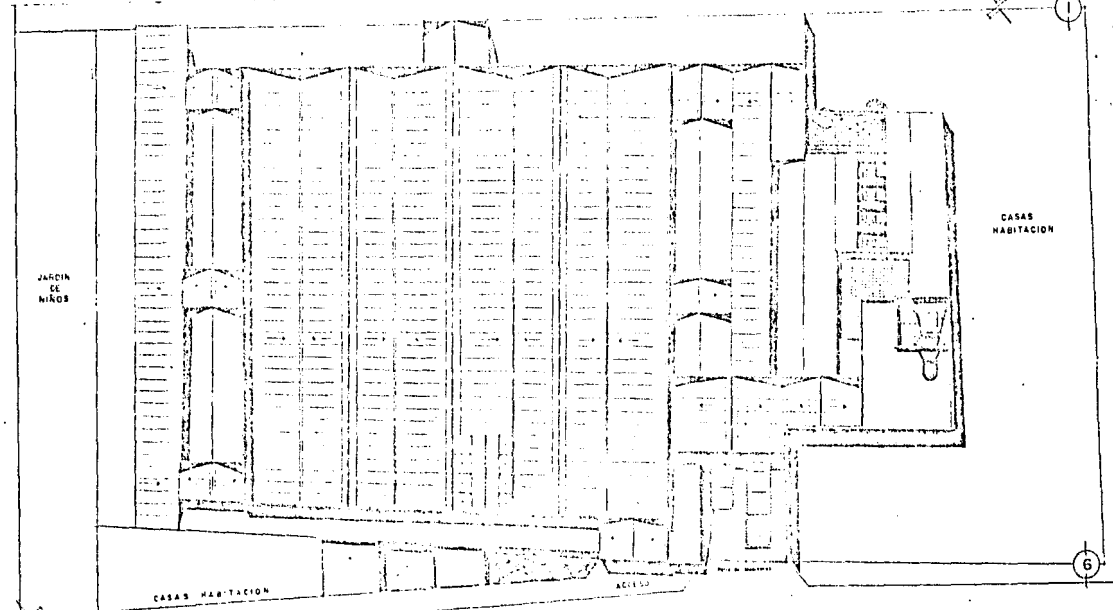 1
JARDIN
DE
NIÑOS
CASAS
HABITACION
6
ACCESO
CASAS HABITACION